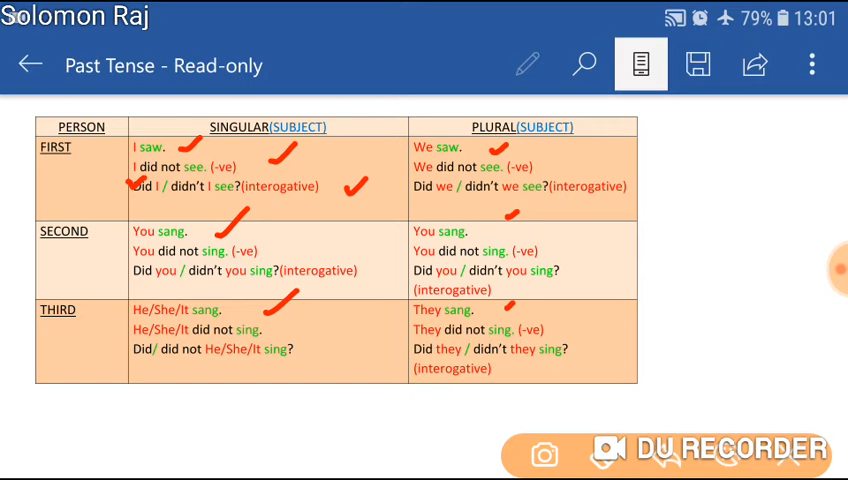 Solomon Raj
79% 13:01
Past Tense - Read-only
PERSON SINGULAR(SUBJECT) PLURAL(SUBJECT)
FIRST
I saw.
I did not see. (-ve)
Did I / didn't I see?(interogative)
We saw.
We did not see. (-ve)
Did we / didn't we see?(interogative)
SECOND
You sang.
You did not sing. (-ve)
Did you / didn't you sing?(interogative)
You sang.
You did not sing. (-ve)
Did you / didn't you sing?
(interogative)
THIRD
He/She/It sang.
He/She/It did not sing.
Did/ did not He/She/It sing?
They sang.
They did not sing. (-ve)
Did they / didn't they sing?
(interogative)
DU RECORDER